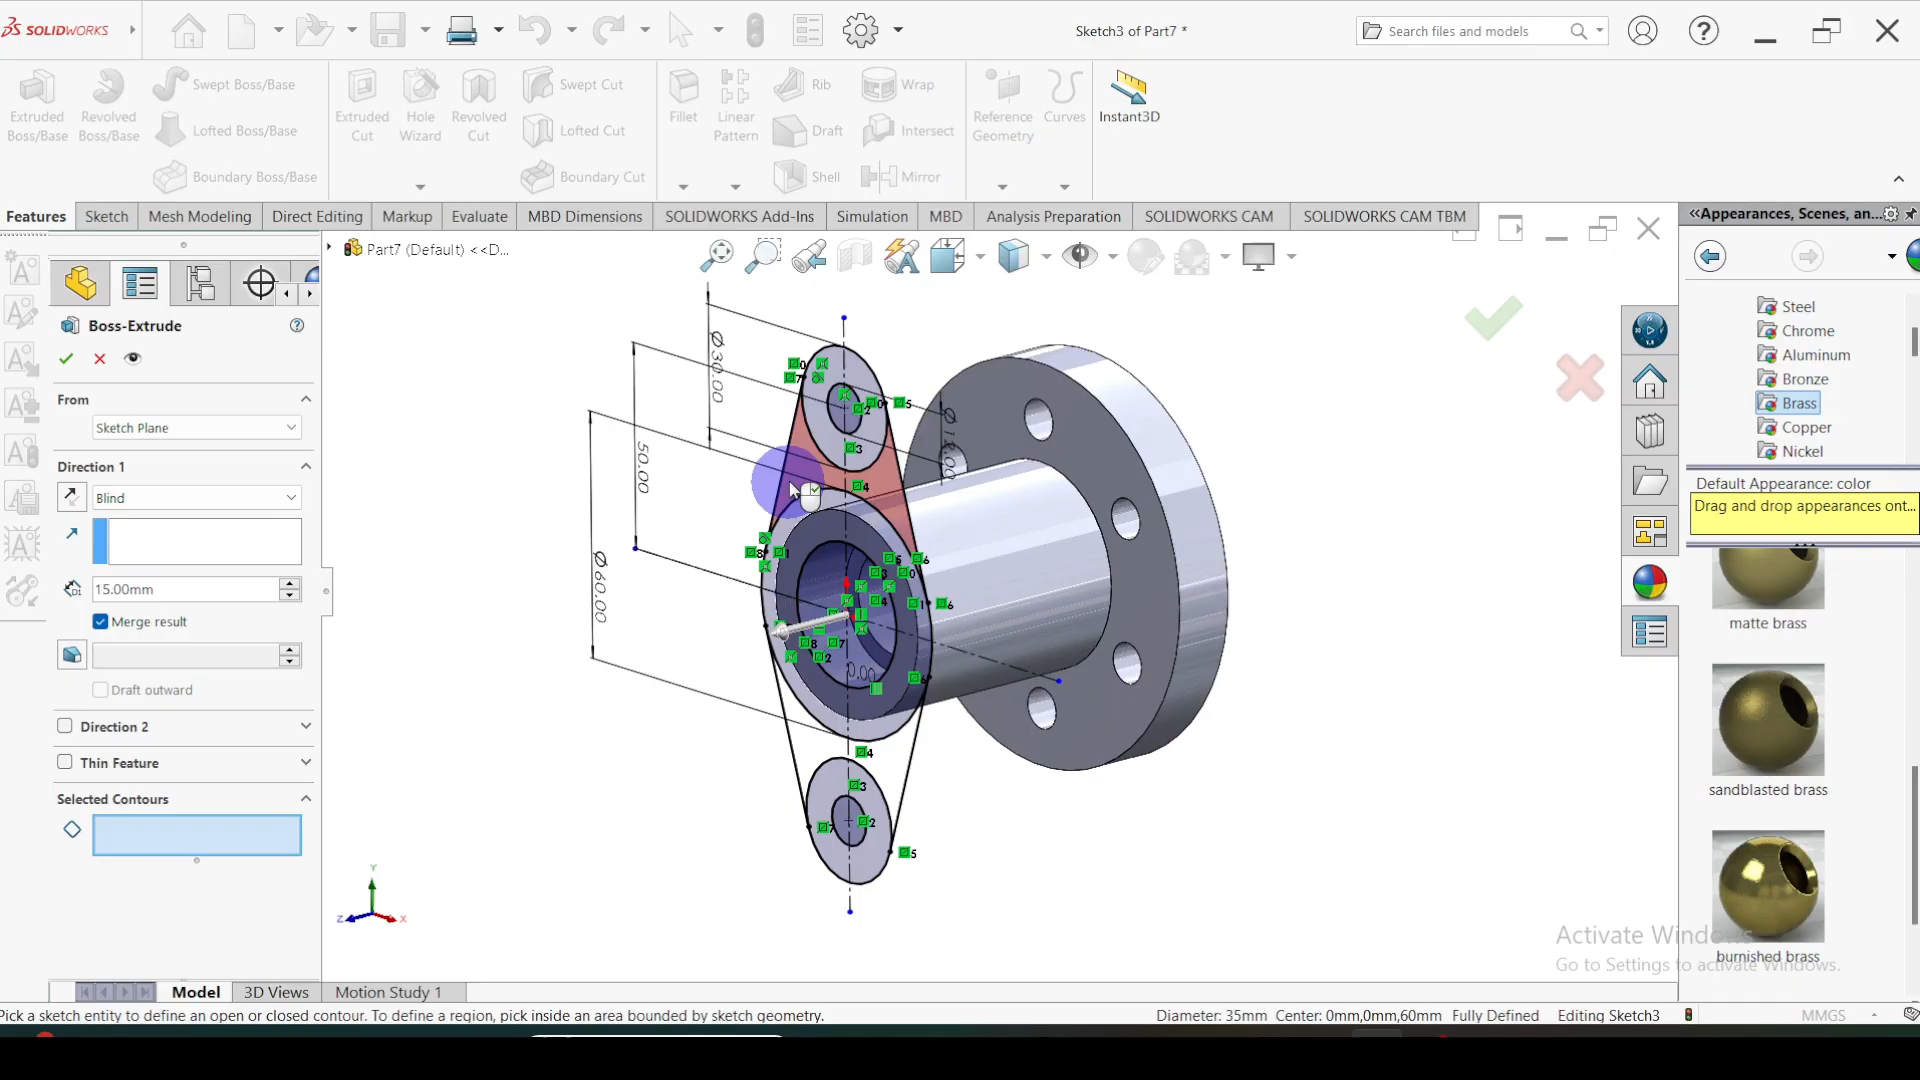 SOLIDWORKS
Sketch3 of Part7 *
Search files and models
Extruded Boss/Base
Revolved Boss/Base
Swept Boss/Base
Lofted Boss/Base
Boundary Boss/Base
Extruded Cut
Hole Wizard
Revolved Cut
Swept Cut
Lofted Cut
Boundary Cut
Fillet
Linear Pattern
Rib
Draft
Shell
Wrap
Intersect
Mirror
Reference Geometry
Curves
Instant3D
Features
Sketch
Mesh Modeling
Direct Editing
Markup
Evaluate
MBD Dimensions
SOLIDWORKS Add-Ins
Simulation
MBD
Analysis Preparation
SOLIDWORKS CAM
SOLIDWORKS CAM TBM
Part7 (Default) <<D...
Boss-Extrude
From
Sketch Plane
Direction 1
Blind
15.00mm
Merge result
Draft outward
Direction 2
Thin Feature
Selected Contours
Ø30.00
50.00
Ø60.00
Y
Z
X
Appearances, Scenes, an...
Steel
Chrome
Aluminum
Bronze
Brass
Copper
Nickel
Default Appearance: color
Drag and drop appearances ont...
matte brass
sandblasted brass
burnished brass
Activate Windows
Go to Settings to activate Windows.
Model
3D Views
Motion Study 1
Pick a sketch entity to define an open or closed contour. To define a region, pick inside an area bounded by sketch geometry.
Diameter: 35mm Center: 0mm,0mm,60mm Fully Defined Editing Sketch3
MMGS